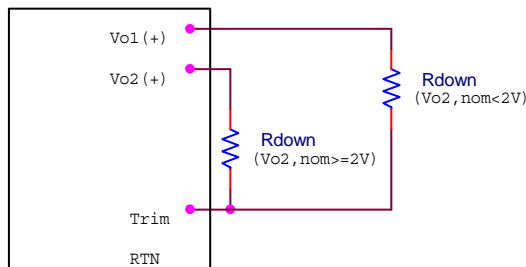 Vo1(+)
Vo2(+)
Rdown
(Vo2,nom<2V)
Rdown
(Vo2,nom>=2V)
Trim
RTN